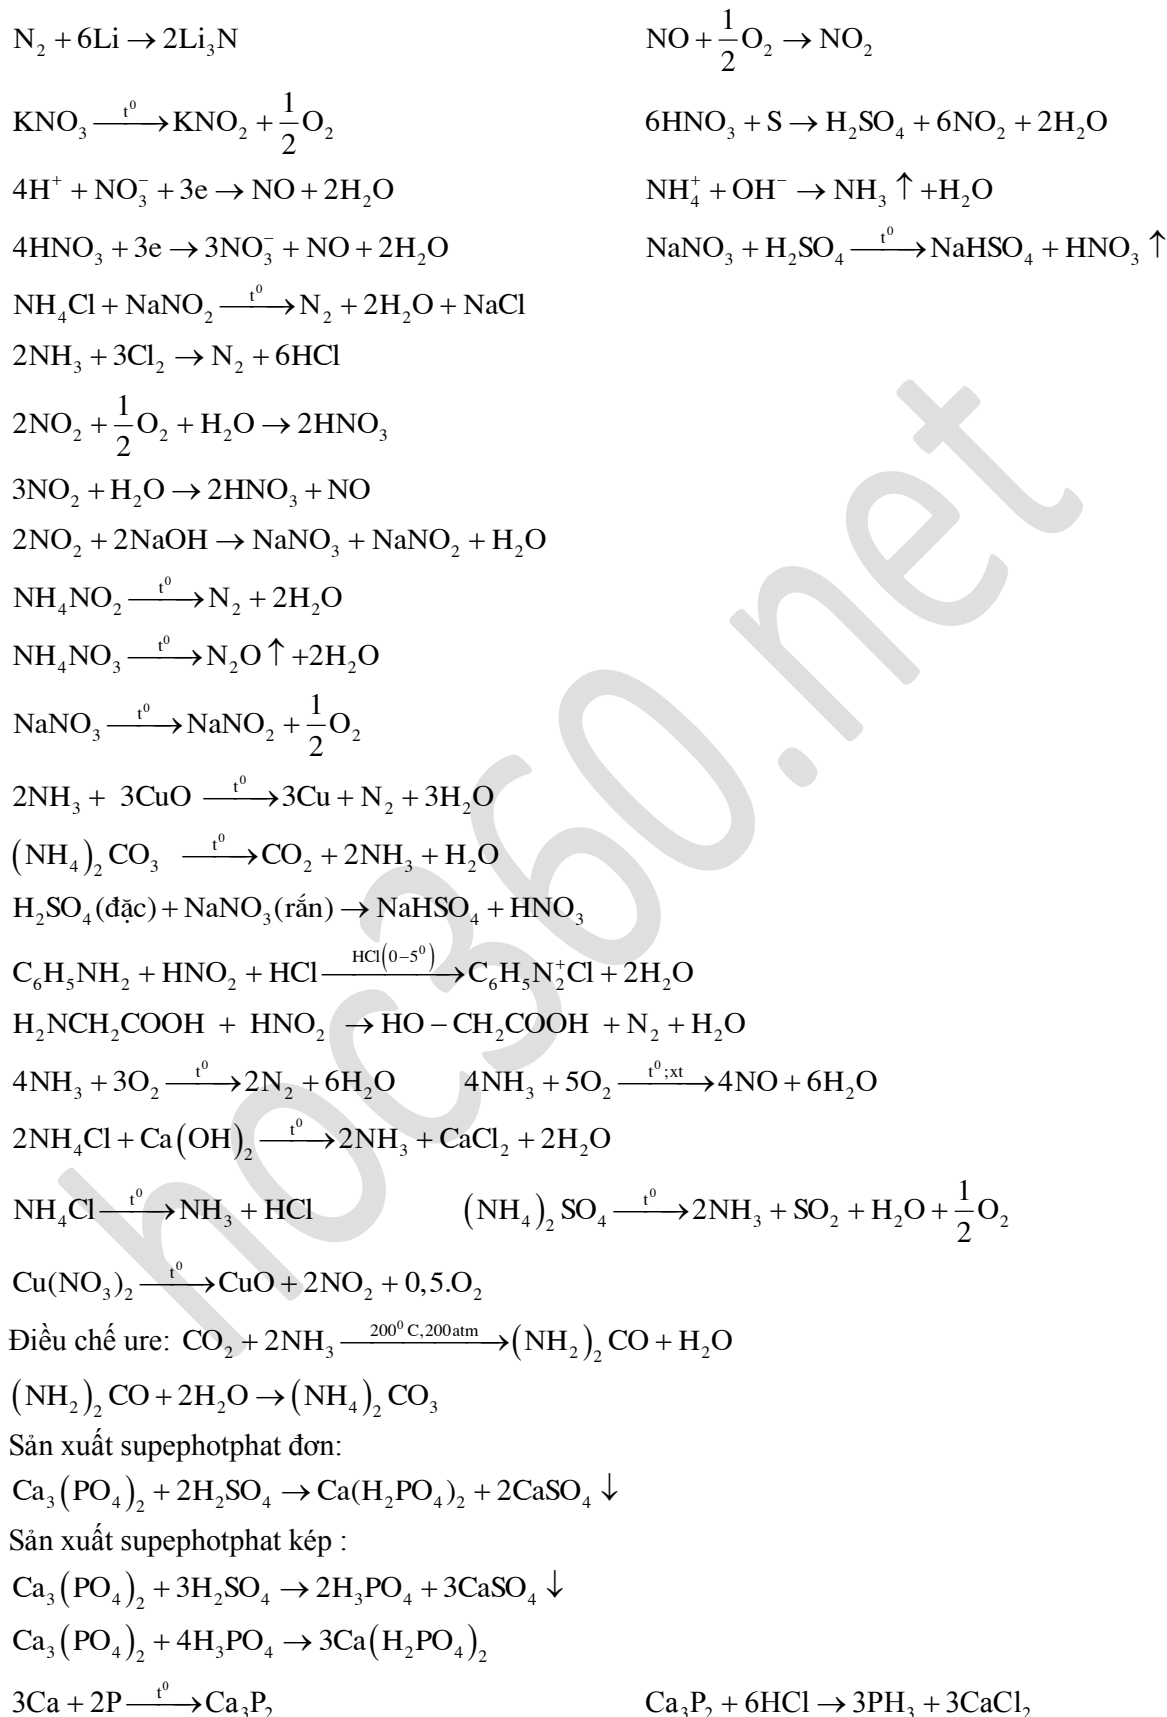 N₂ + 6Li → 2Li₃N NO + 1/2 O₂ → NO₂
KNO₃ —t⁰→ KNO₂ + 1/2 O₂ 6HNO₃ + S → H₂SO₄ + 6NO₂ + 2H₂O
4H⁺ + NO₃⁻ + 3e → NO + 2H₂O NH₄⁺ + OH⁻ → NH₃ ↑ +H₂O
4HNO₃ + 3e → 3NO₃⁻ + NO + 2H₂O NaNO₃ + H₂SO₄ —t⁰→ NaHSO₄ + HNO₃ ↑
NH₄Cl + NaNO₂ —t⁰→ N₂ + 2H₂O + NaCl
2NH₃ + 3Cl₂ → N₂ + 6HCl
2NO₂ + 1/2 O₂ + H₂O → 2HNO₃
3NO₂ + H₂O → 2HNO₃ + NO
2NO₂ + 2NaOH → NaNO₃ + NaNO₂ + H₂O
NH₄NO₂ —t⁰→ N₂ + 2H₂O
NH₄NO₃ —t⁰→ N₂O ↑ +2H₂O
NaNO₃ —t⁰→ NaNO₂ + 1/2 O₂
2NH₃ + 3CuO —t⁰→ 3Cu + N₂ + 3H₂O
(NH₄)₂CO₃ —t⁰→ CO₂ + 2NH₃ + H₂O
H₂SO₄(đặc) + NaNO₃(rắn) → NaHSO₄ + HNO₃
C₆H₅NH₂ + HNO₂ + HCl —HCl(0−5⁰)→ C₆H₅N₂⁺Cl + 2H₂O
H₂NCH₂COOH + HNO₂ → HO − CH₂COOH + N₂ + H₂O
4NH₃ + 3O₂ —t⁰→ 2N₂ + 6H₂O 4NH₃ + 5O₂ —t⁰;xt→ 4NO + 6H₂O
2NH₄Cl + Ca(OH)₂ —t⁰→ 2NH₃ + CaCl₂ + 2H₂O
NH₄Cl —t⁰→ NH₃ + HCl (NH₄)₂SO₄ —t⁰→ 2NH₃ + SO₂ + H₂O + 1/2 O₂
Cu(NO₃)₂ —t⁰→ CuO + 2NO₂ + 0,5.O₂
Điều chế ure: CO₂ + 2NH₃ —200⁰C,200atm→ (NH₂)₂CO + H₂O
(NH₂)₂CO + 2H₂O → (NH₄)₂CO₃
Sản xuất supephotphat đơn:
Ca₃(PO₄)₂ + 2H₂SO₄ → Ca(H₂PO₄)₂ + 2CaSO₄ ↓
Sản xuất supephotphat kép :
Ca₃(PO₄)₂ + 3H₂SO₄ → 2H₃PO₄ + 3CaSO₄ ↓
Ca₃(PO₄)₂ + 4H₃PO₄ → 3Ca(H₂PO₄)₂
3Ca + 2P —t⁰→ Ca₃P₂ Ca₃P₂ + 6HCl → 3PH₃ + 3CaCl₂
hoc360.net